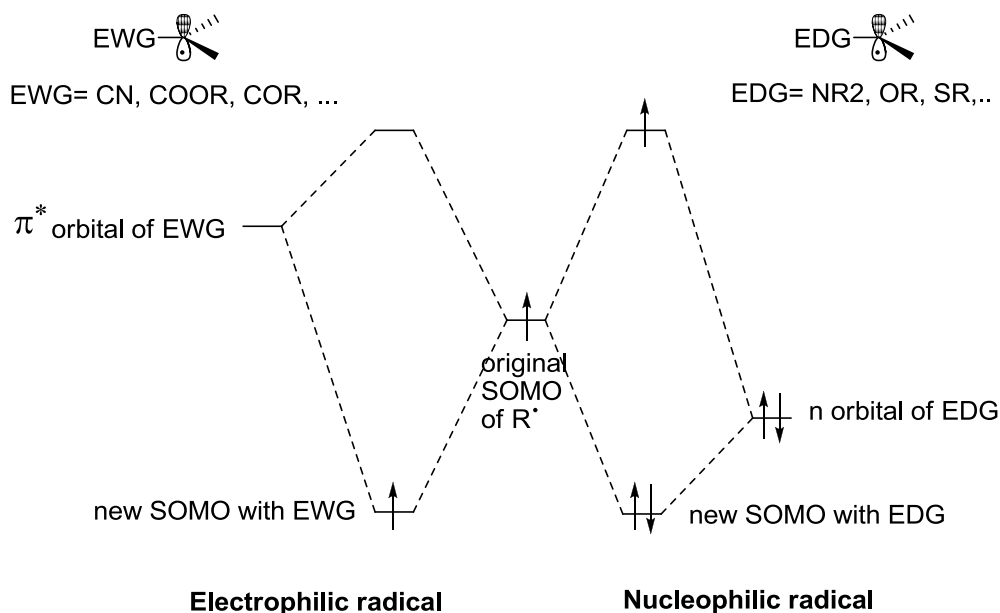 EWG
EDG
EWG= CN, COOR, COR, ...
EDG= NR2, OR, SR,..
π* orbital of EWG
original
SOMO
of R•
n orbital of EDG
new SOMO with EWG
new SOMO with EDG
Electrophilic radical
Nucleophilic radical